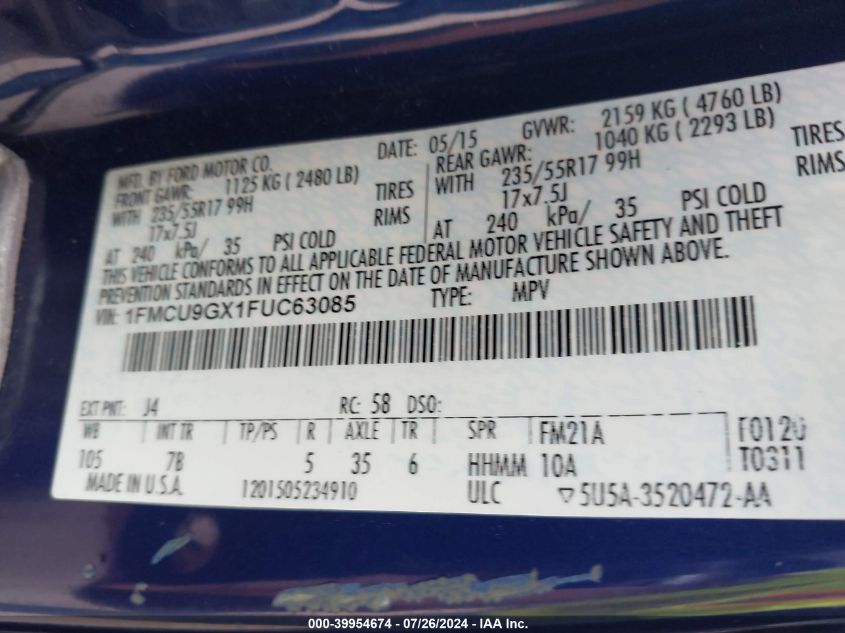 MFD. BY FORD MOTOR CO. DATE: 05/15 GVWR: 2159 KG ( 4760 LB)
FRONT GAWR: 1125 KG ( 2480 LB) REAR GAWR: 1040 KG ( 2293 LB)
WITH 235/55R17 99H TIRES WITH 235/55R17 99H TIRES
17x7.5J RIMS 17x7.5J RIMS
AT 240 kPa/ 35 PSI COLD AT 240 kPa/ 35 PSI COLD
THIS VEHICLE CONFORMS TO ALL APPLICABLE FEDERAL MOTOR VEHICLE SAFETY AND THEFT
PREVENTION STANDARDS IN EFFECT ON THE DATE OF MANUFACTURE SHOWN ABOVE.
VIN: 1FMCU9GX1FUC63085 TYPE: MPV
EXT PNT: J4 RC: 58 DSO:
WB INT TR TP/PS R AXLE TR SPR FM21A F0120
105 7B 5 35 6 HHMM 10A T0311
MADE IN U.S.A. 1201505234910 ULC 5U5A-3520472-AA
000-39954674 - 07/26/2024 - IAA Inc.